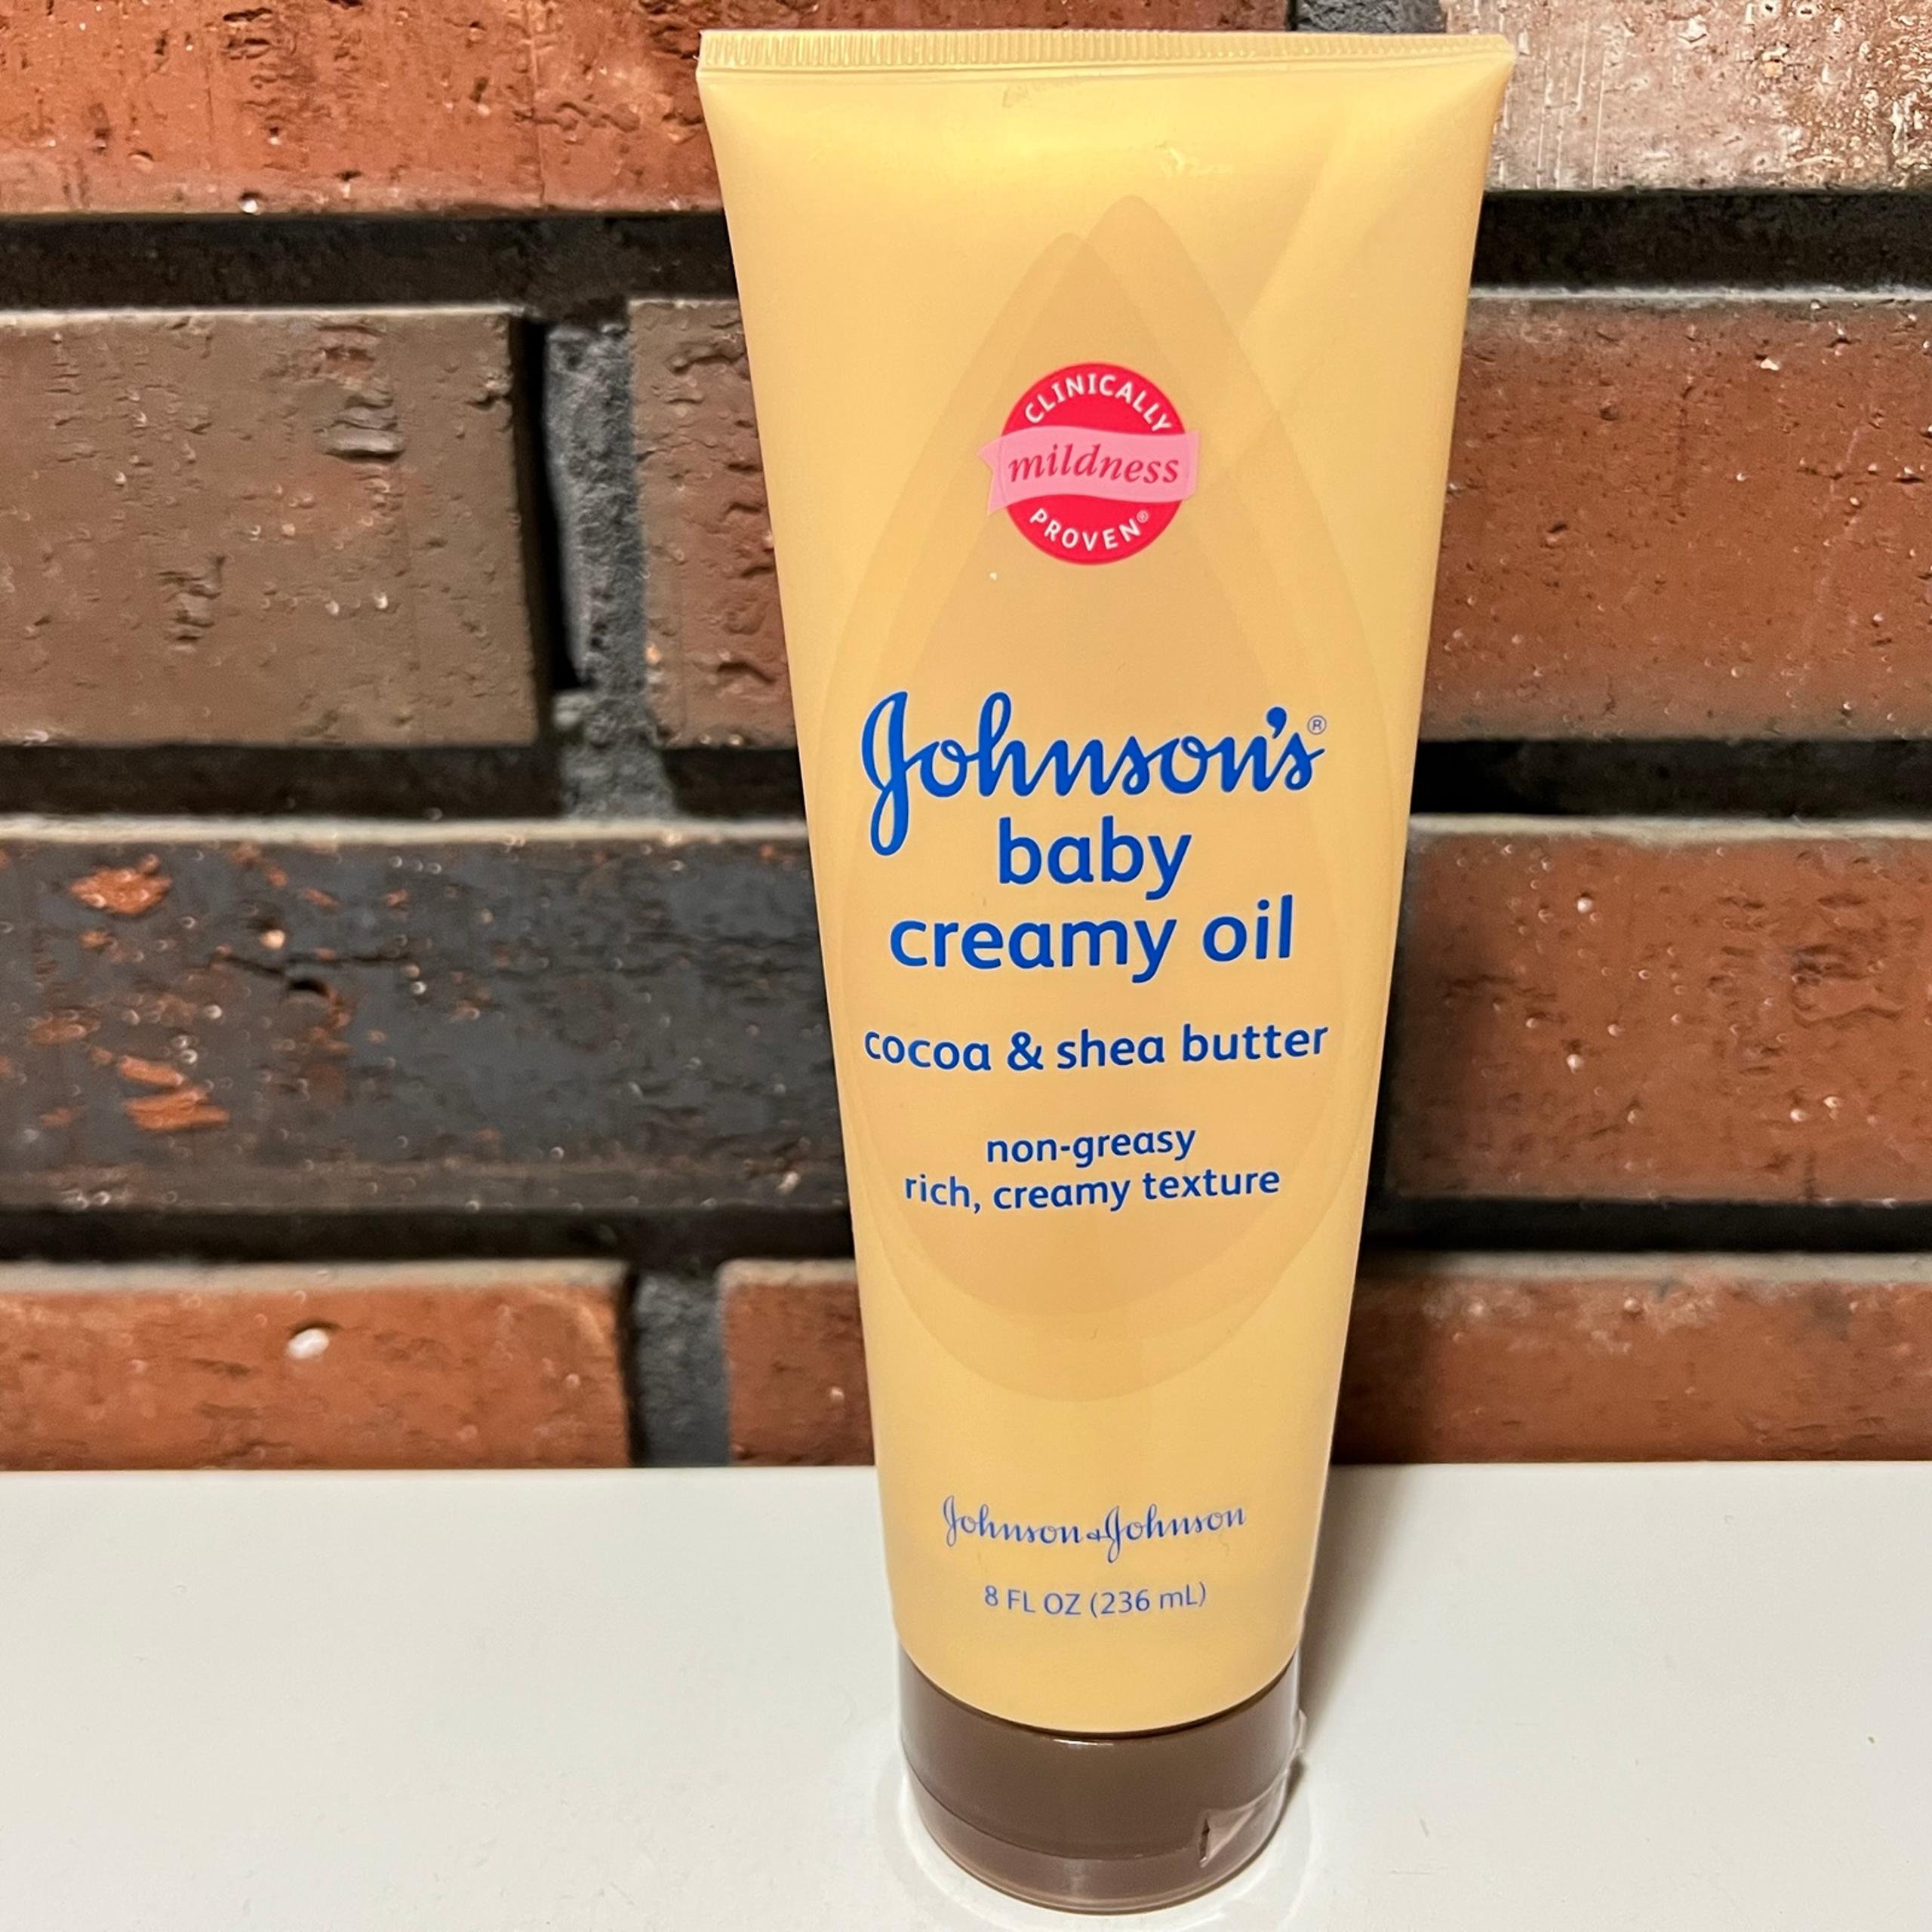 CLINICALLY
mildness
PROVEN®
Johnson's®
baby
creamy oil
cocoa & shea butter
non-greasy
rich, creamy texture
Johnson & Johnson
8 FL OZ (236 mL)